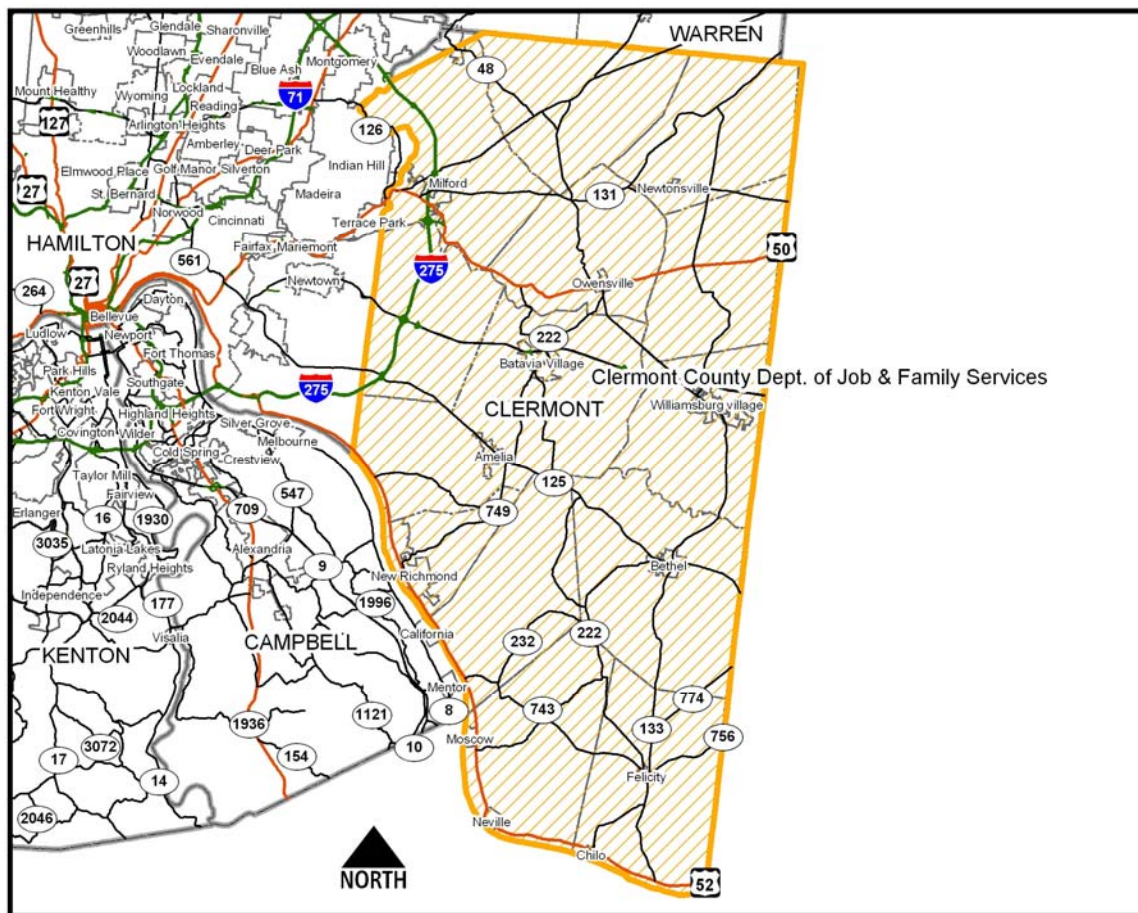 Greenhills
Glendale
Sharonville
WARREN
Woodlawn
Evendale
Montgomery
Blue Ash
48
Mount Healthy
Wyoming
Lockland
71
Reading
127
Arlington Heights
126
Amberley
Deer Park
Elmwood Place
Golf Manor
Silverton
Indian Hill
27
St. Bernard
Madeira
Milford
131
Newtonsville
Norwood
Cincinnati
Terrace Park
HAMILTON
Fairfax
Mariemont
50
561
275
27
Newtown
Owensville
264
Dayton
Bellevue
Ludlow
Newport
222
Fort Thomas
Batavia Village
Park Hills
Clermont County Dept. of Job & Family Services
Southgate
275
Kenton Vale
Williamsburg village
Fort Wright
Highland Heights
CLERMONT
Silver Grove
Covington
Wilder
Melbourne
Cold Spring
Crestview
Amelia
Taylor Mill
125
Fairview
547
Erlanger
16
1930
709
749
3035
Latonia Lakes
Alexandria
Ryland Heights
9
Bethel
New Richmond
Independence
177
1996
2044
California
222
232
Visalia
CAMPBELL
KENTON
Mentor
774
8
1121
743
1936
133
756
Moscow
3072
10
17
154
14
Felicity
2046
Neville
Chilo
NORTH
52